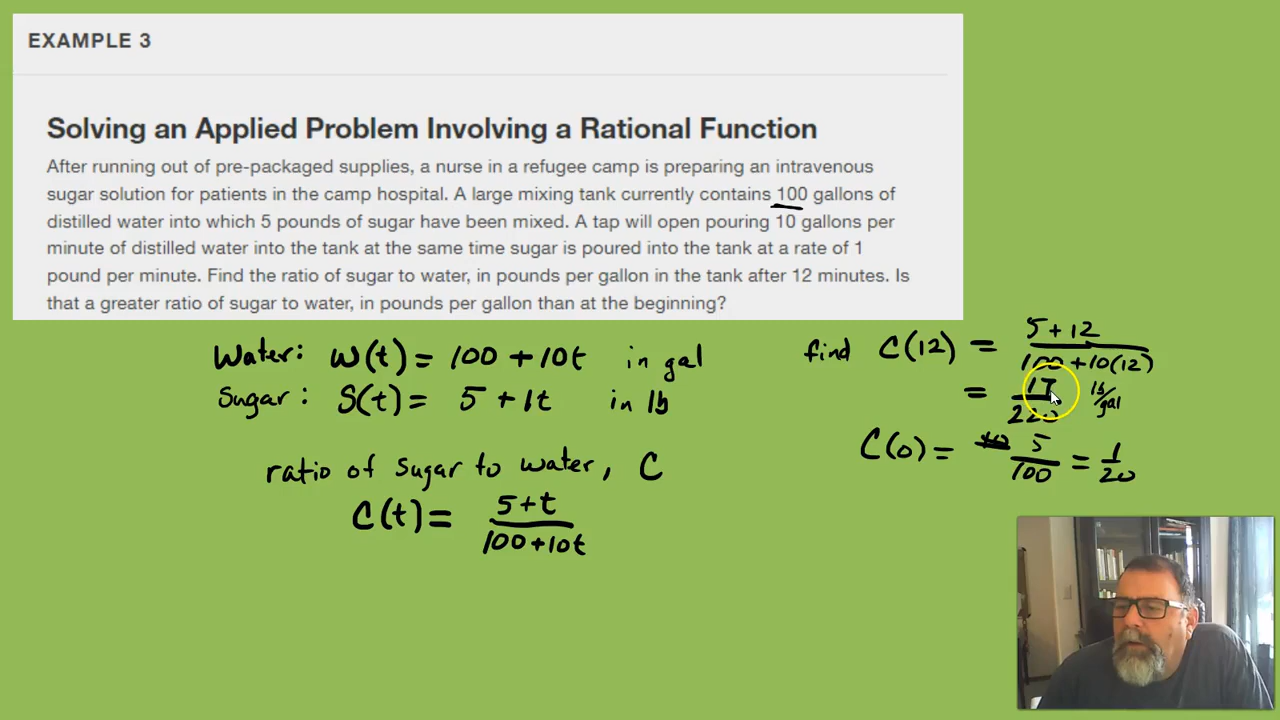 EXAMPLE 3
Solving an Applied Problem Involving a Rational Function
After running out of pre-packaged supplies, a nurse in a refugee camp is preparing an intravenous
sugar solution for patients in the camp hospital. A large mixing tank currently contains 100 gallons of
distilled water into which 5 pounds of sugar have been mixed. A tap will open pouring 10 gallons per
minute of distilled water into the tank at the same time sugar is poured into the tank at a rate of 1
pound per minute. Find the ratio of sugar to water, in pounds per gallon in the tank after 12 minutes. Is
that a greater ratio of sugar to water, in pounds per gallon than at the beginning?
Water: W(t) = 100 + 10t in gal
Sugar: S(t) = 5 + 1t in lb
ratio of sugar to water, C
C(t) = 5+t / 100+10t
find C(12) = 5+12 / 100+10(12)
= 17 / 220 lb/gal
C(0) = 5 / 100 = 1 / 20